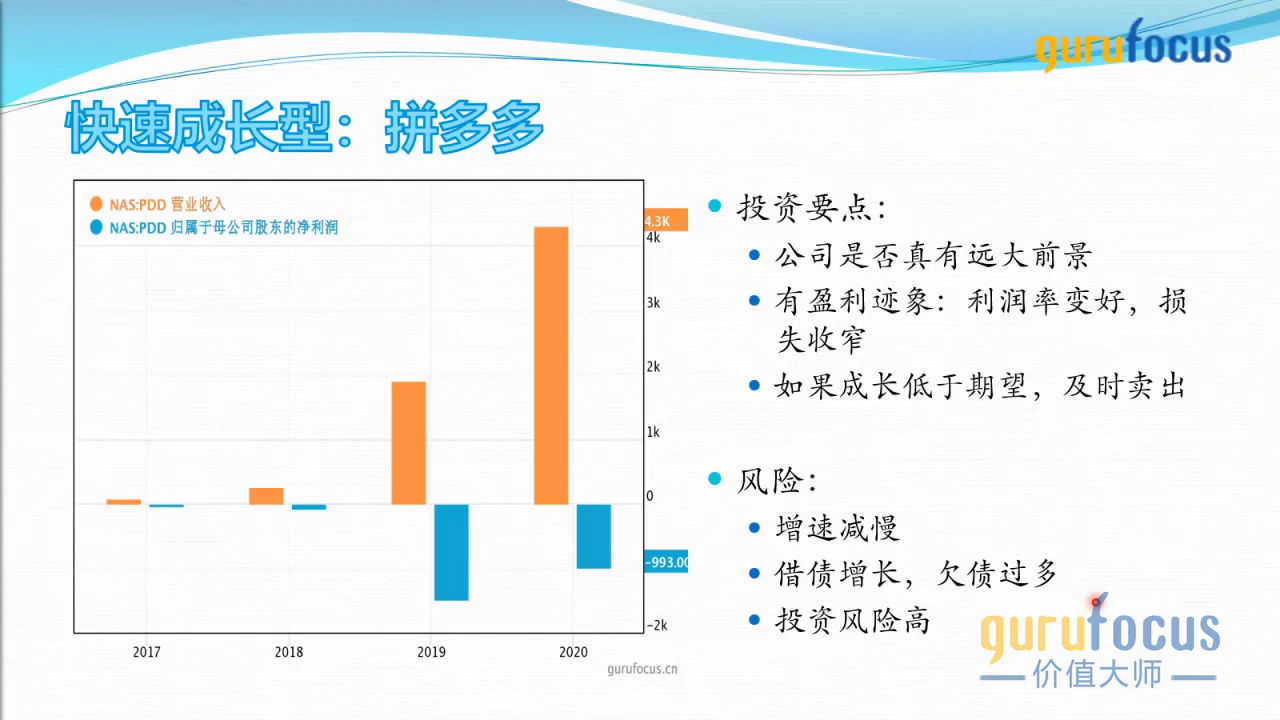 gurufocus
快速成长型：拼多多
NAS:PDD 营业收入
NAS:PDD 归属于母公司股东的净利润
4.3K
4k
3k
2k
1k
0
-993.00
-2k
2017
2018
2019
2020
gurufocus.cn
投资要点：
公司是否真有远大前景
有盈利迹象：利润率变好，损
失收窄
如果成长低于期望，及时卖出
风险：
增速减慢
借债增长，欠债过多
投资风险高
gurufocus
价值大师